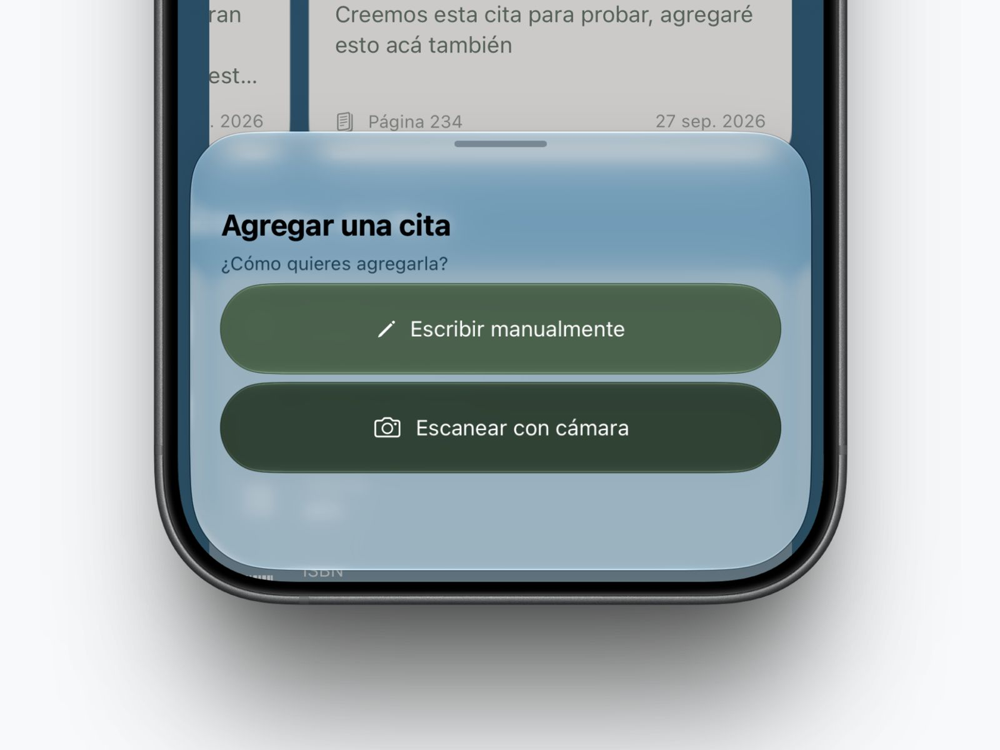 ran
est...
. 2026
Creemos esta cita para probar, agregaré
esto acá también
Página 234
27 sep. 2026
Agregar una cita
¿Cómo quieres agregarla?
Escribir manualmente
Escanear con cámara
ISBN